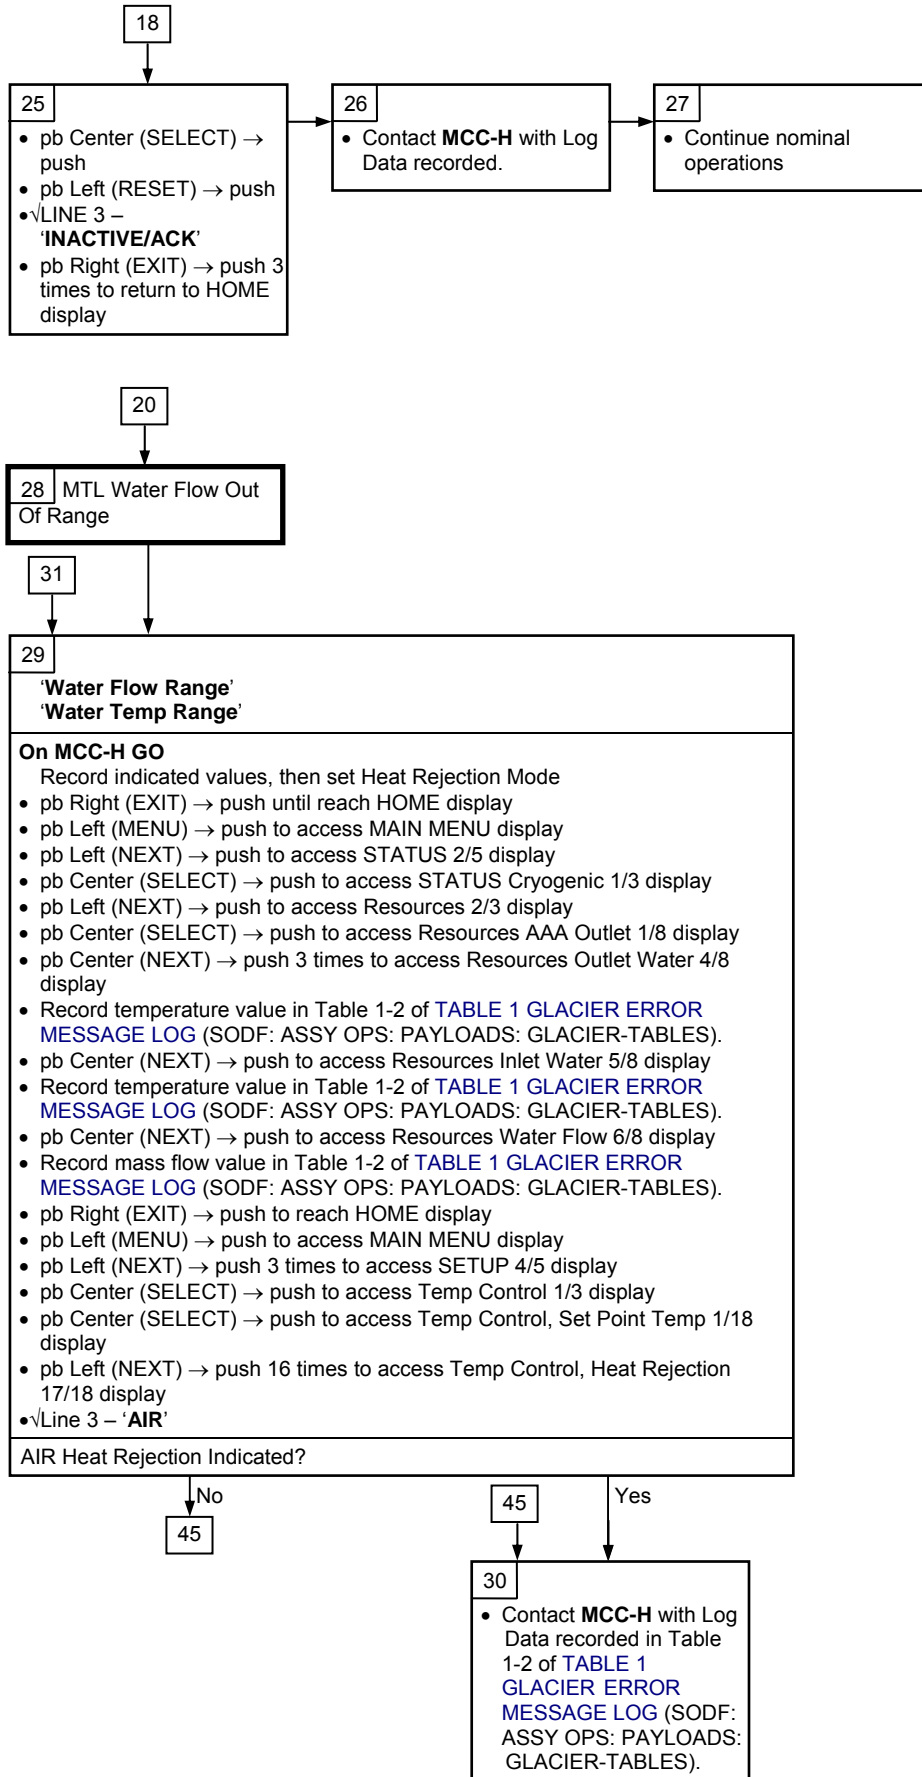 18
25
• pb Center (SELECT) →
push
• pb Left (RESET) → push
•√LINE 3 –
‘INACTIVE/ACK’
• pb Right (EXIT) → push 3
times to return to HOME
display
26
• Contact MCC-H with Log
Data recorded.
27
• Continue nominal
operations
20
28 MTL Water Flow Out
Of Range
31
29
‘Water Flow Range’
‘Water Temp Range’
On MCC-H GO
Record indicated values, then set Heat Rejection Mode
• pb Right (EXIT) → push until reach HOME display
• pb Left (MENU) → push to access MAIN MENU display
• pb Left (NEXT) → push to access STATUS 2/5 display
• pb Center (SELECT) → push to access STATUS Cryogenic 1/3 display
• pb Left (NEXT) → push to access Resources 2/3 display
• pb Center (SELECT) → push to access Resources AAA Outlet 1/8 display
• pb Center (NEXT) → push 3 times to access Resources Outlet Water 4/8
display
• Record temperature value in Table 1-2 of TABLE 1 GLACIER ERROR
MESSAGE LOG (SODF: ASSY OPS: PAYLOADS: GLACIER-TABLES).
• pb Center (NEXT) → push to access Resources Inlet Water 5/8 display
• Record temperature value in Table 1-2 of TABLE 1 GLACIER ERROR
MESSAGE LOG (SODF: ASSY OPS: PAYLOADS: GLACIER-TABLES).
• pb Center (NEXT) → push to access Resources Water Flow 6/8 display
• Record mass flow value in Table 1-2 of TABLE 1 GLACIER ERROR
MESSAGE LOG (SODF: ASSY OPS: PAYLOADS: GLACIER-TABLES).
• pb Right (EXIT) → push to reach HOME display
• pb Left (MENU) → push to access MAIN MENU display
• pb Left (NEXT) → push 3 times to access SETUP 4/5 display
• pb Center (SELECT) → push to access Temp Control 1/3 display
• pb Center (SELECT) → push to access Temp Control, Set Point Temp 1/18
display
• pb Left (NEXT) → push 16 times to access Temp Control, Heat Rejection
17/18 display
•√Line 3 – ‘AIR’
AIR Heat Rejection Indicated?
No
45
45
Yes
30
• Contact MCC-H with Log
Data recorded in Table
1-2 of TABLE 1
GLACIER ERROR
MESSAGE LOG (SODF:
ASSY OPS: PAYLOADS:
GLACIER-TABLES).